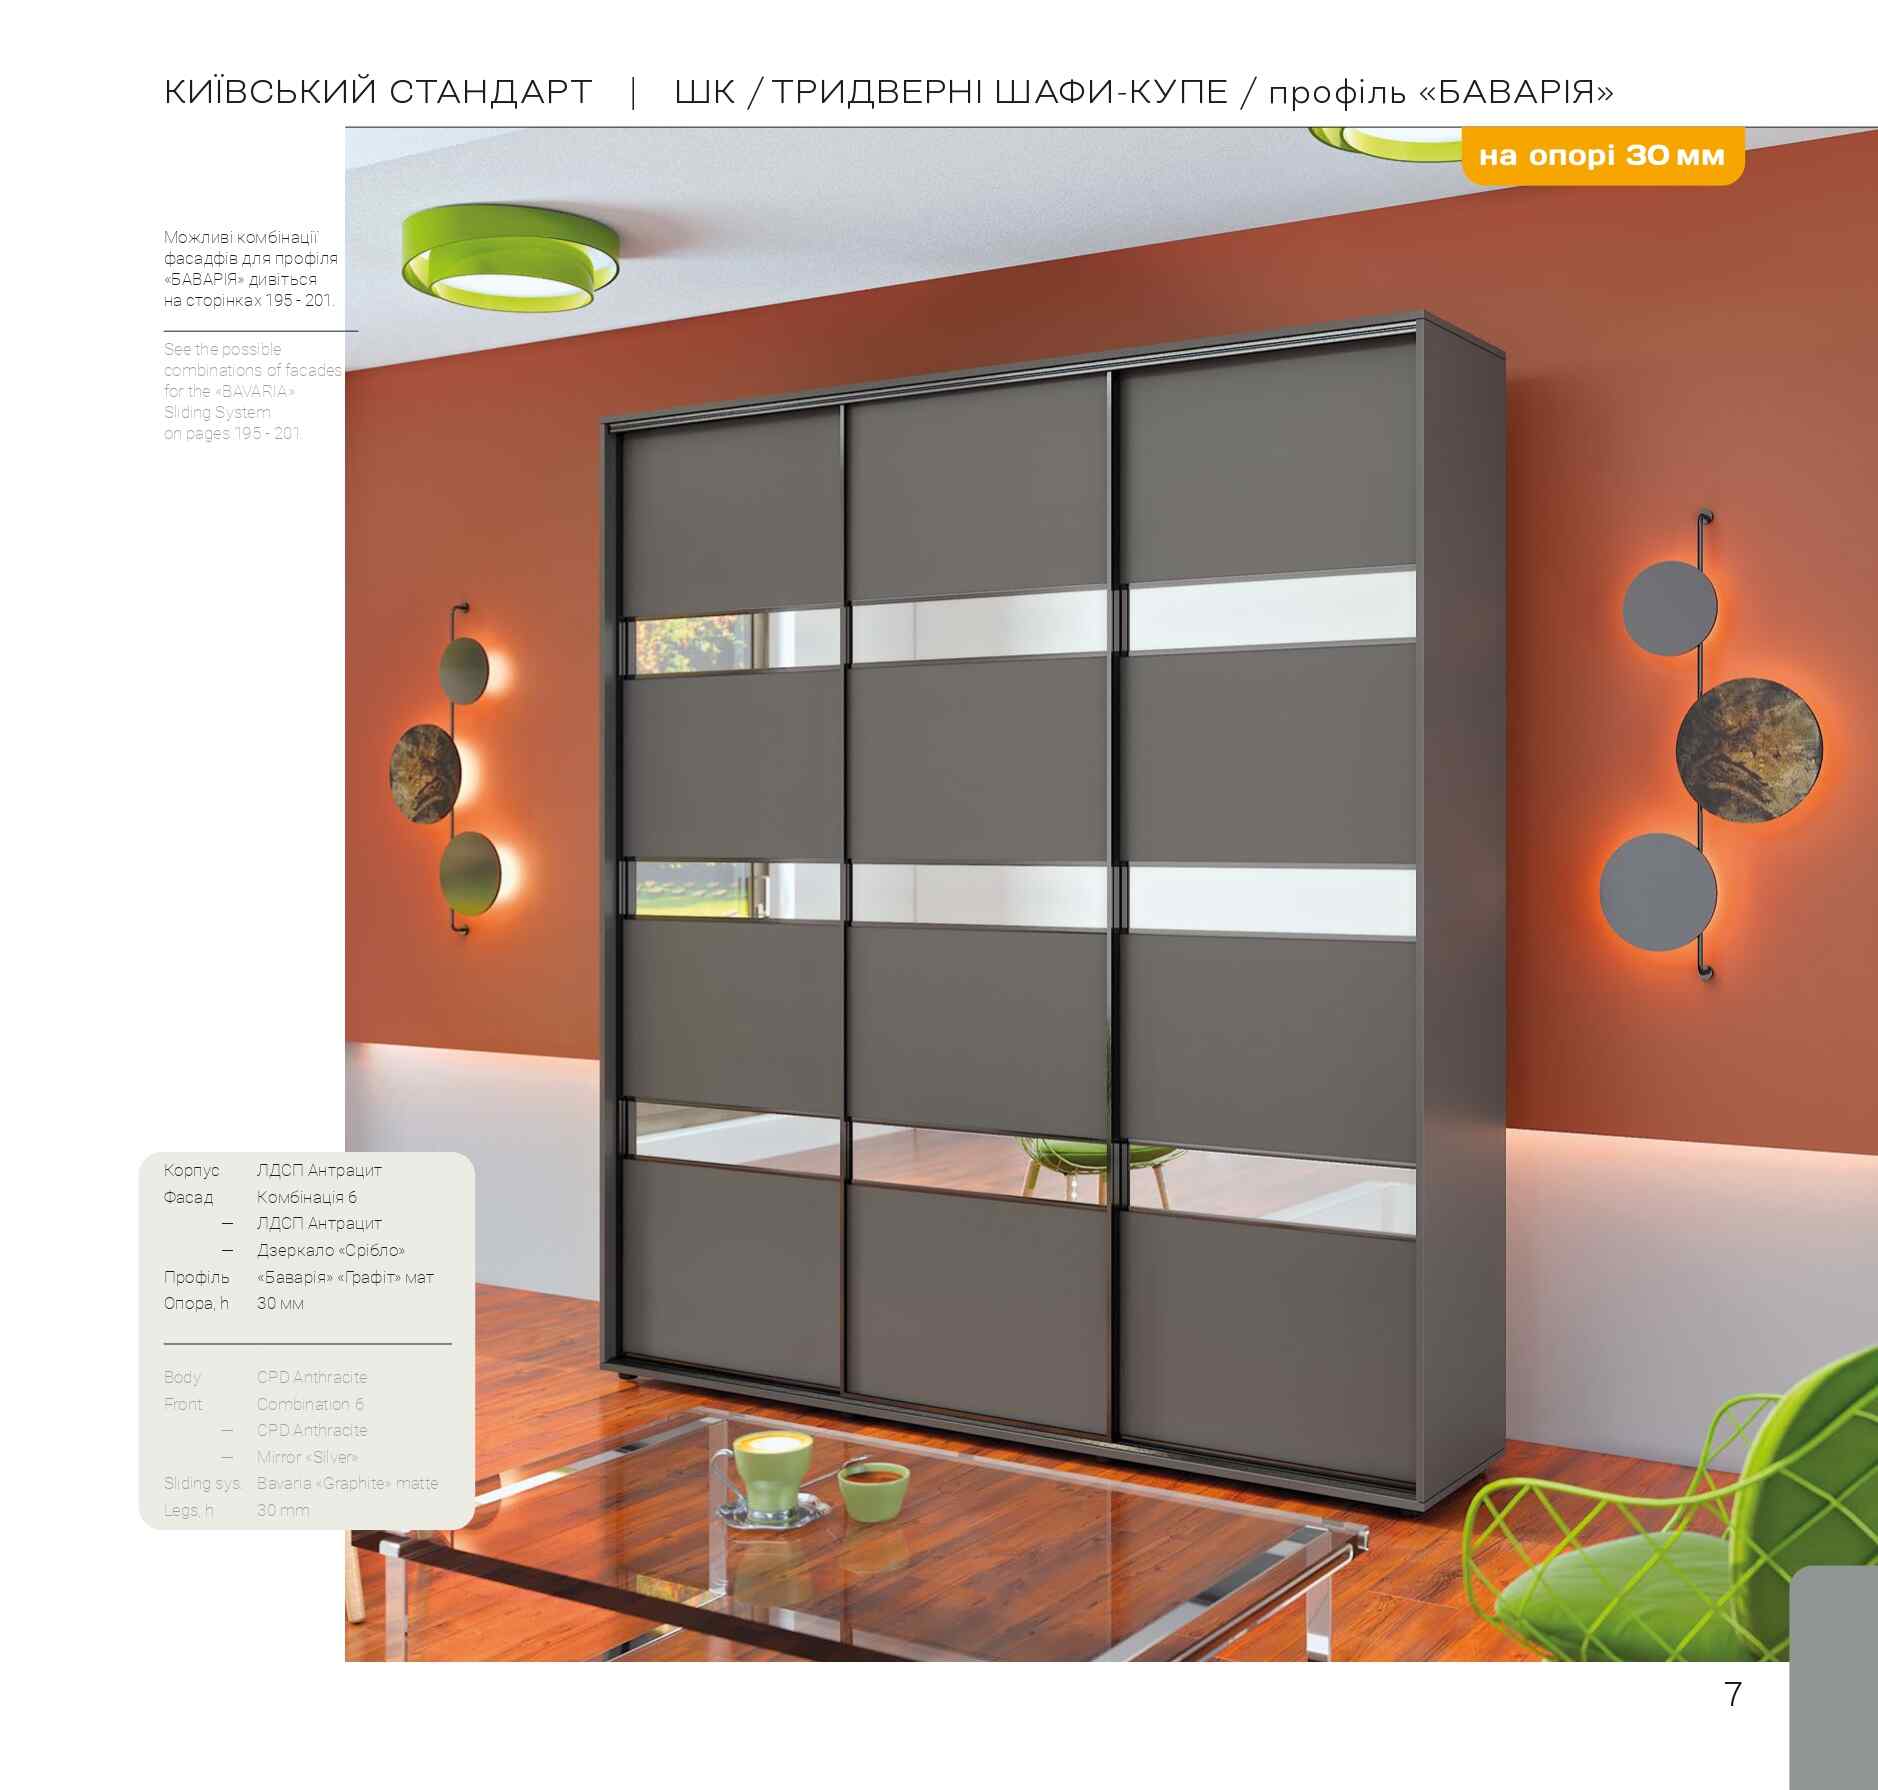 КИЇВСЬКИЙ СТАНДАРТ | ШК / ТРИДВЕРНІ ШАФИ-КУПЕ / профіль «БАВАРІЯ»
на опорі 30 мм
Можливі комбінації
фасадфів для профіля
«БАВАРІЯ» дивіться
на сторінках 195 - 201.
See the possible
combinations of facades
for the «BAVARIA»
Sliding System
on pages 195 - 201.
Корпус ЛДСП Антрацит
Фасад Комбінація 6
— ЛДСП Антрацит
— Дзеркало «Срібло»
Профіль «Баварія» «Графіт» мат
Опора, h 30 мм
Body CPD Anthracite
Front Combination 6
— CPD Anthracite
— Mirror «Silver»
Sliding sys. Bavaria «Graphite» matte
Legs, h 30 mm
7